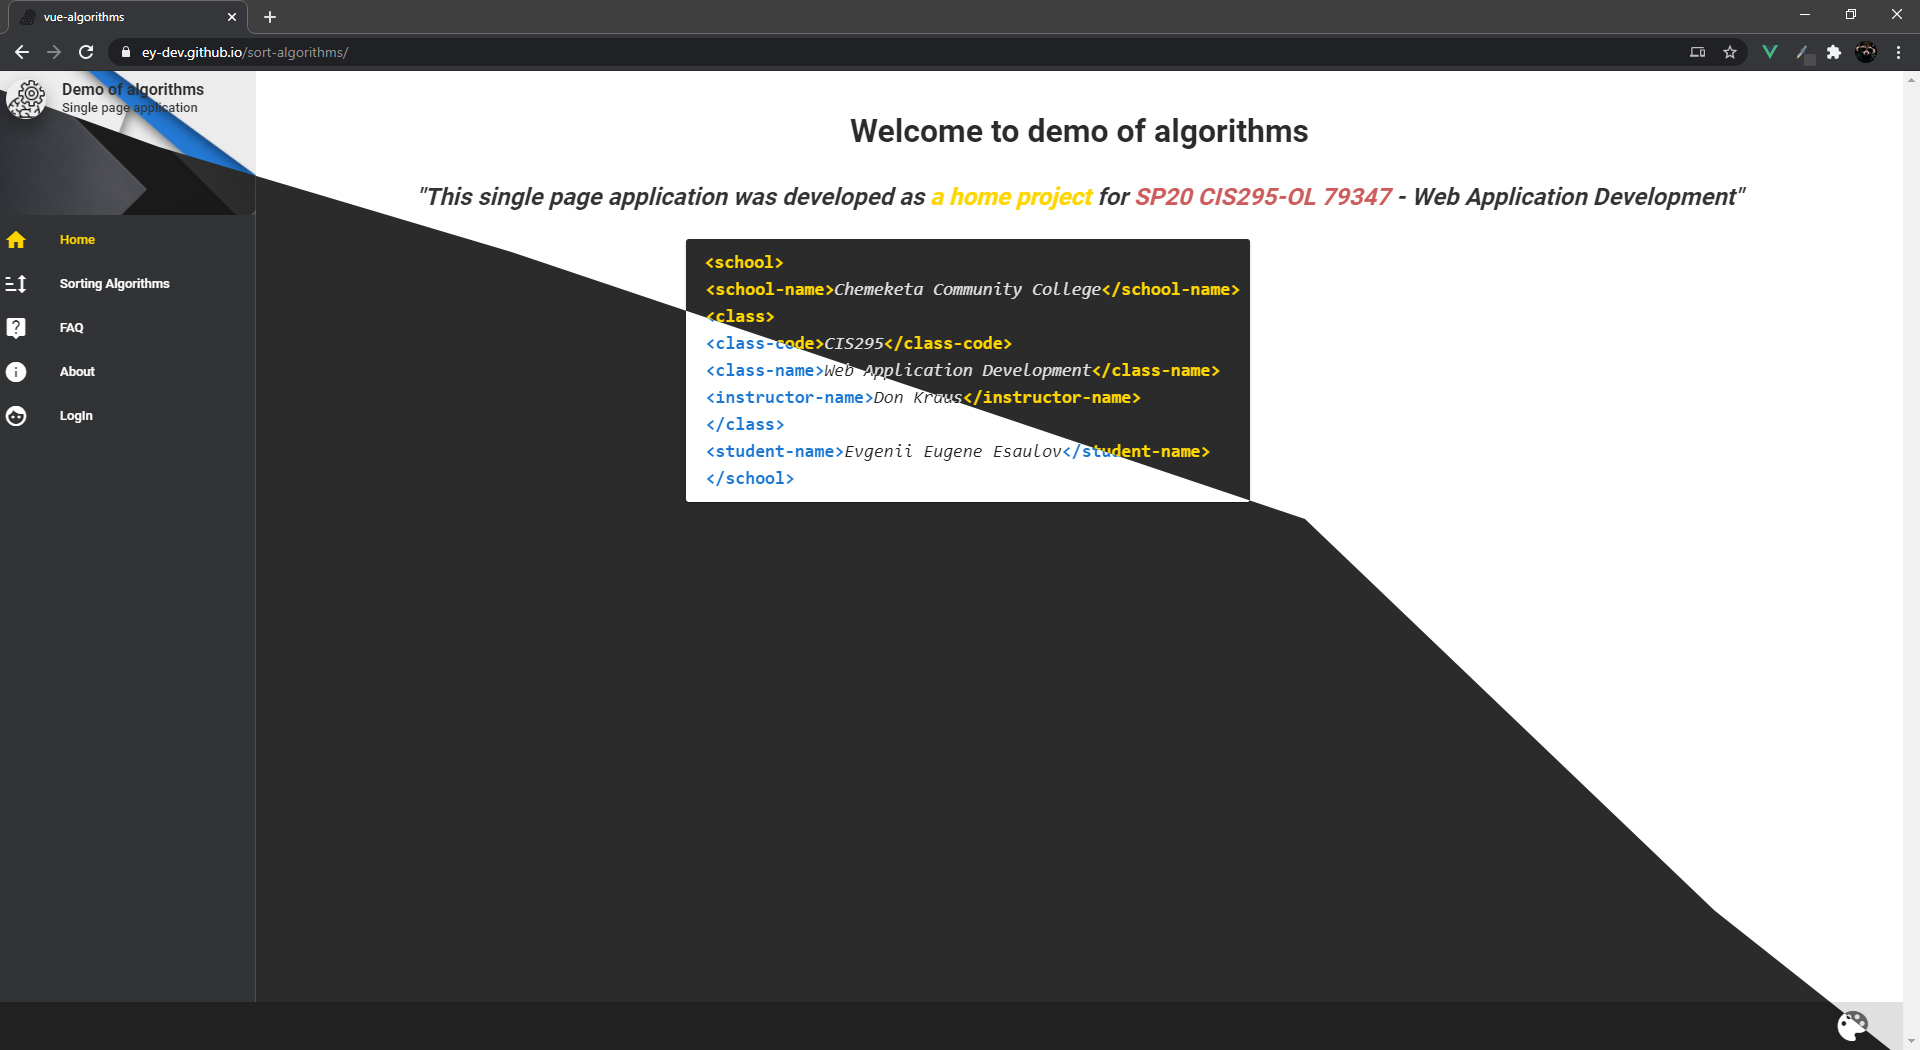 vue-algorithms
ey-dev.github.io/sort-algorithms/
Demo of algorithms
Single page application
Home
Sorting Algorithms
FAQ
About
LogIn
Welcome to demo of algorithms
"This single page application was developed as a home project for SP20 CIS295-OL 79347 - Web Application Development"
<school>
<school-name>Chemeketa Community College</school-name>
<class>
<class-code>CIS295</class-code>
<class-name>Web Application Development</class-name>
<instructor-name>Don Kraus</instructor-name>
</class>
<student-name>Evgenii Eugene Esaulov</student-name>
</school>